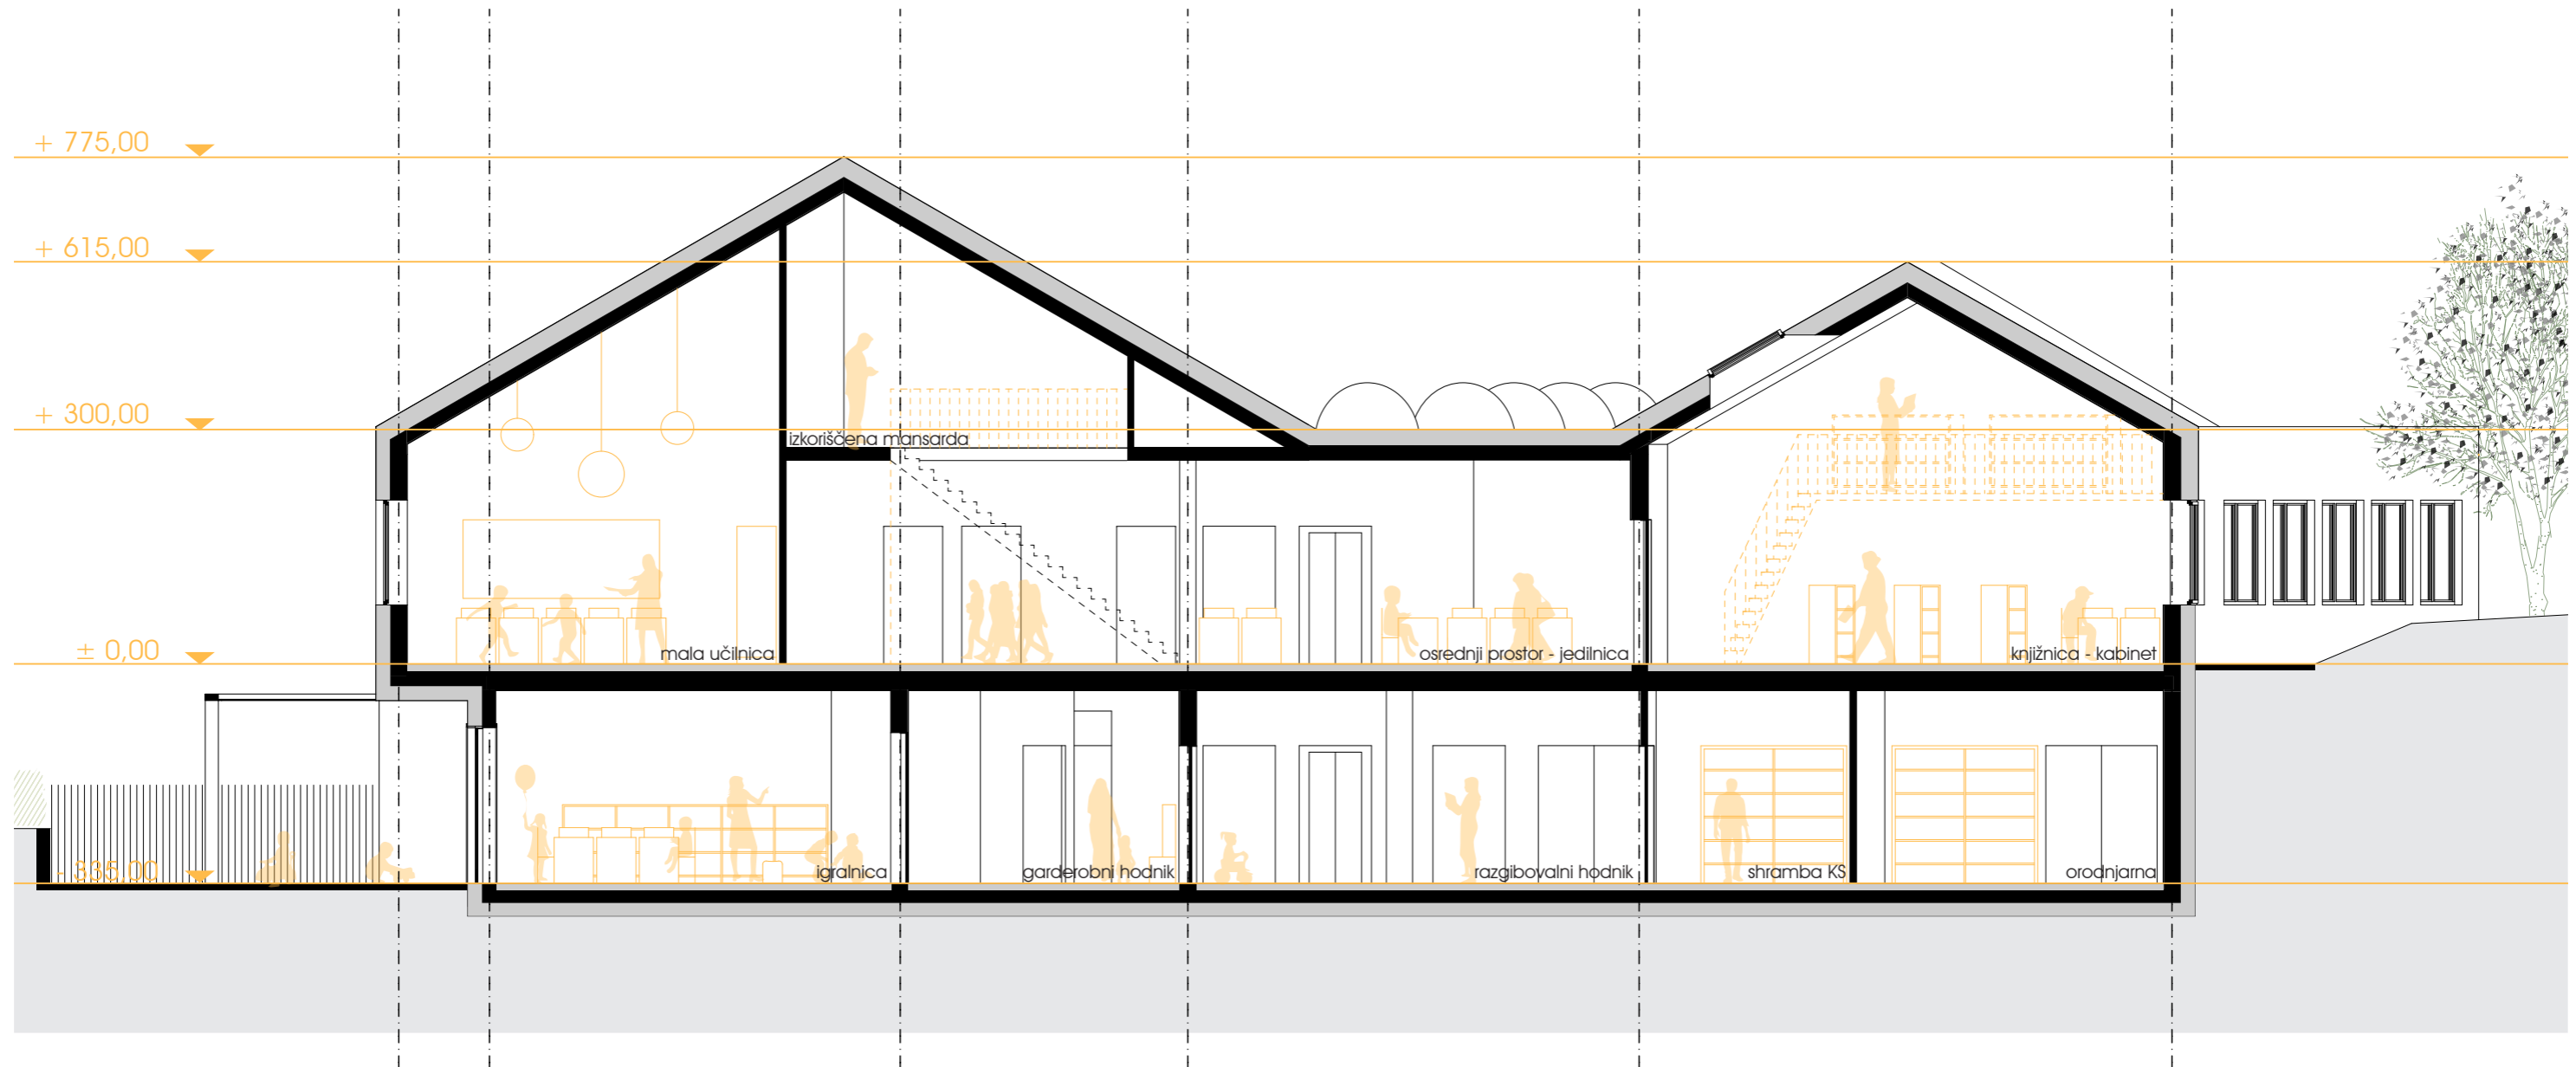 + 775,00
+ 615,00
+ 300,00
izkoriščena mansarda
± 0,00
mala učilnica
osrednji prostor - jedilnica
knjižnica - kabinet
- 335,00
igralnica
garderobni hodnik
razgibovalni hodnik
shramba KS
orodnjarna